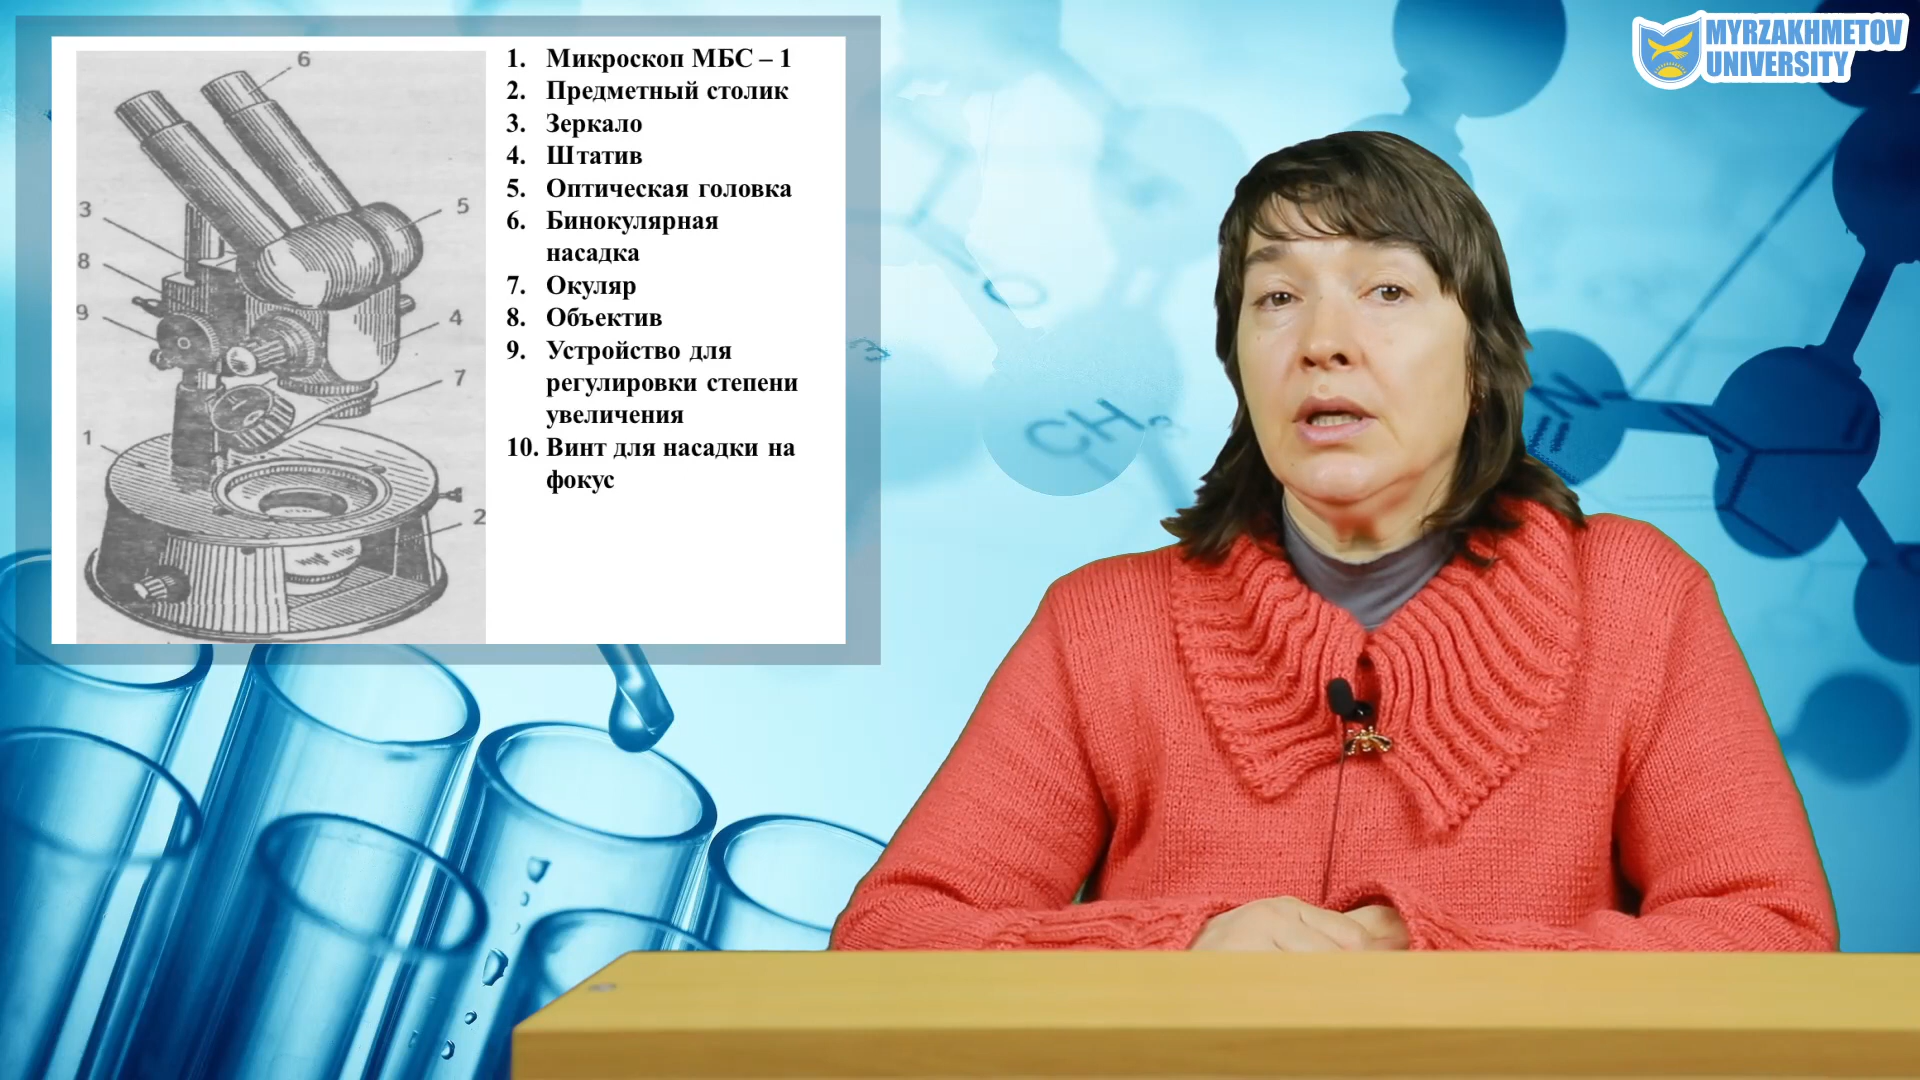 MYRZAKHMETOV
UNIVERSITY
1. Микроскоп МБС – 1
2. Предметный столик
3. Зеркало
4. Штатив
5. Оптическая головка
6. Бинокулярная
насадка
7. Окуляр
8. Объектив
9. Устройство для
регулировки степени
увеличения
10. Винт для насадки на
фокус
6
3
5
8
9
4
7
1
2
CH
N